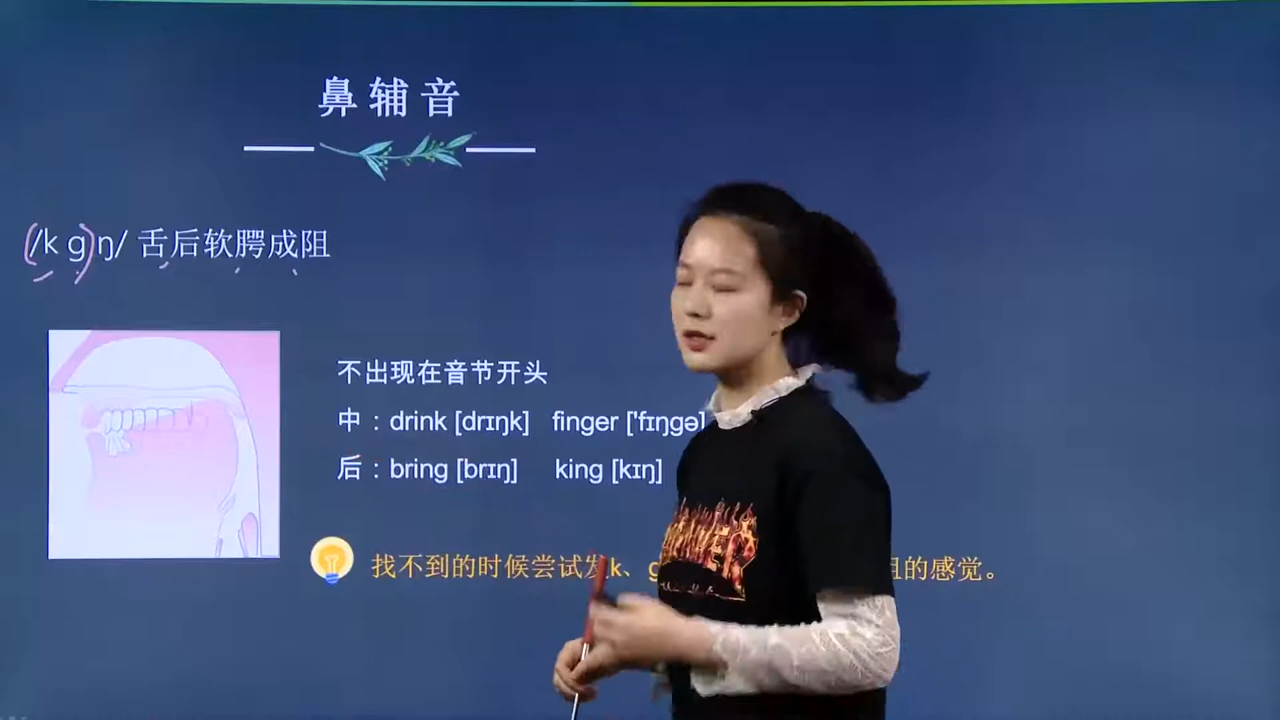 鼻辅音
/k g ŋ/ 舌后软腭成阻
不出现在音节开头
中：drink [drɪŋk] finger ['fɪŋgə]
后：bring [brɪŋ] king [kɪŋ]
找不到的时候尝试发k、g 的感觉。